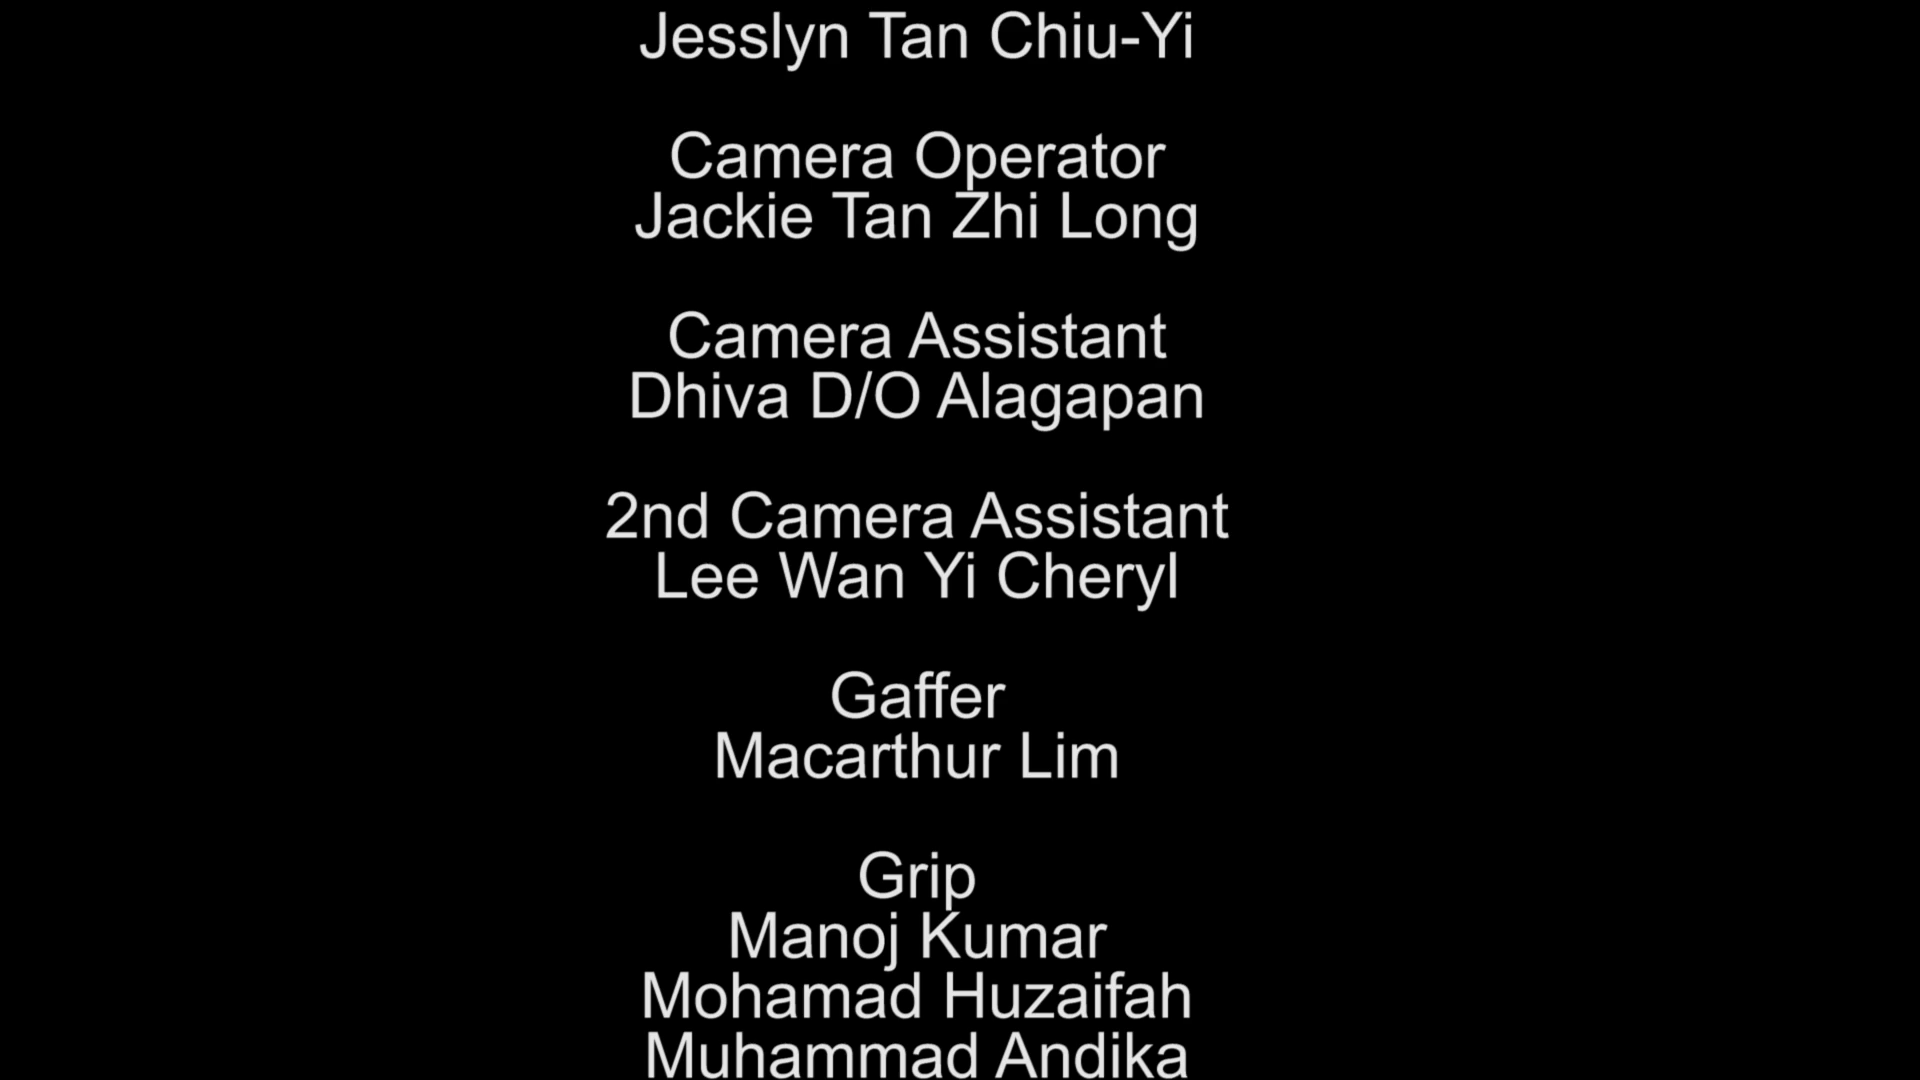 Jesslyn Tan Chiu-Yi
Camera Operator
Jackie Tan Zhi Long
Camera Assistant
Dhiva D/O Alagapan
2nd Camera Assistant
Lee Wan Yi Cheryl
Gaffer
Macarthur Lim
Grip
Manoj Kumar
Mohamad Huzaifah
Muhammad Andika